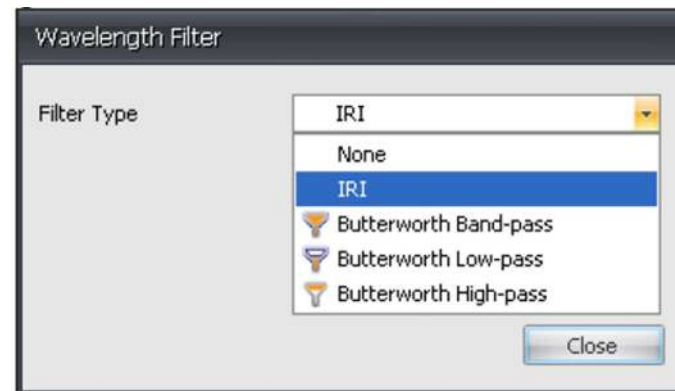 Wavelength Filter
Filter Type
IRI
None
IRI
Butterworth Band-pass
Butterworth Low-pass
Butterworth High-pass
Close